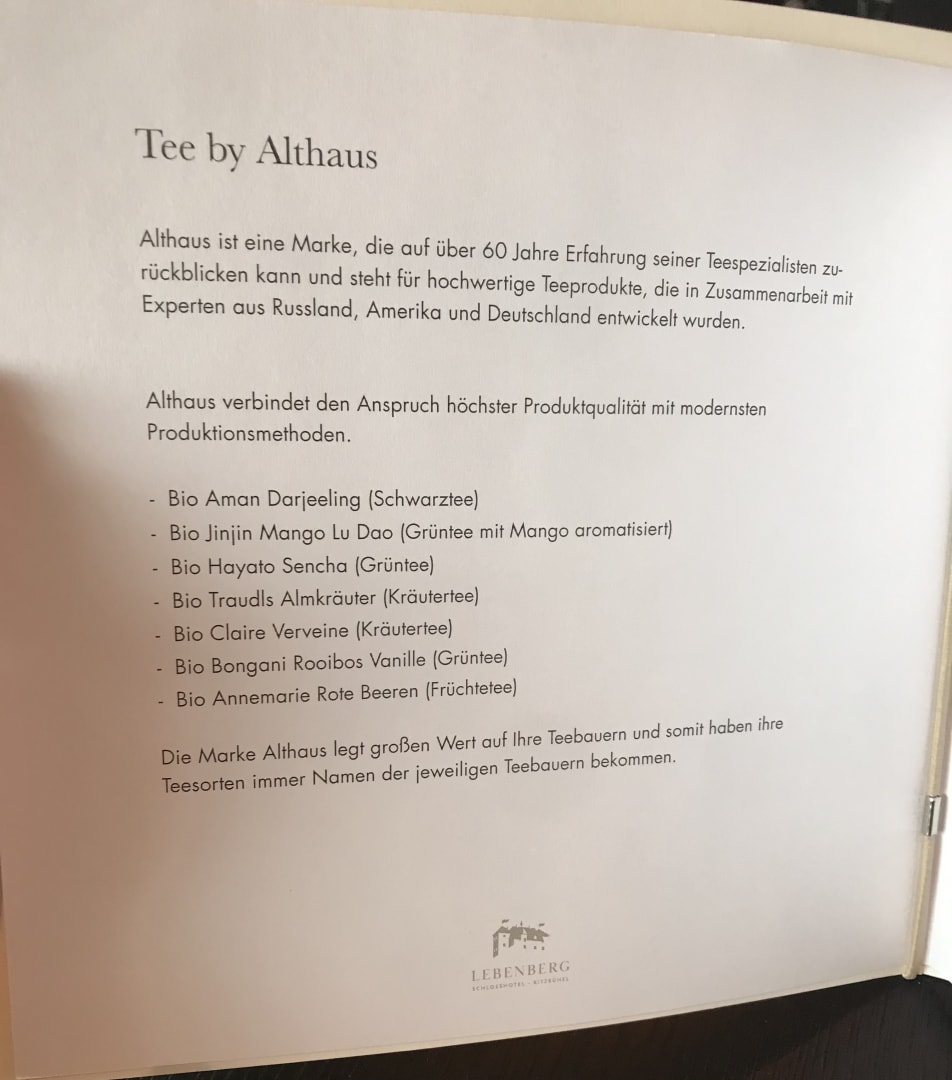 Tee by Althaus
Althaus ist eine Marke, die auf über 60 Jahre Erfahrung seiner Teespezialisten zu-
rückblicken kann und steht für hochwertige Teeprodukte, die in Zusammenarbeit mit
Experten aus Russland, Amerika und Deutschland entwickelt wurden.
Althaus verbindet den Anspruch höchster Produktqualität mit modernsten
Produktionsmethoden.
- Bio Aman Darjeeling (Schwarztee)
- Bio Jinjin Mango Lu Dao (Grüntee mit Mango aromatisiert)
- Bio Hayato Sencha (Grüntee)
- Bio Traudls Almkräuter (Kräutertee)
- Bio Claire Verveine (Kräutertee)
- Bio Bongani Rooibos Vanille (Grüntee)
- Bio Annemarie Rote Beeren (Früchtetee)
Die Marke Althaus legt großen Wert auf Ihre Teebauern und somit haben ihre
Teesorten immer Namen der jeweiligen Teebauern bekommen.
LEBENBERG
SCHLOSSHOTEL · KITZBÜHEL